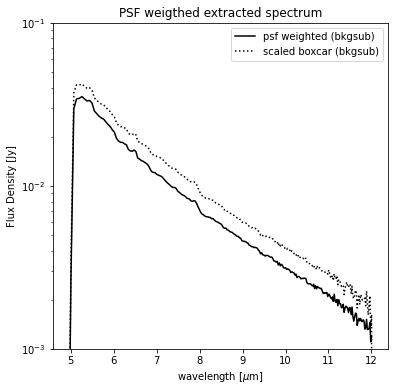 PSF weigthed extracted spectrum
psf weighted (bkgsub)
scaled boxcar (bkgsub)
Flux Density [Jy]
10⁻¹
10⁻²
10⁻³
5 6 7 8 9 10 11 12
wavelength [μm]